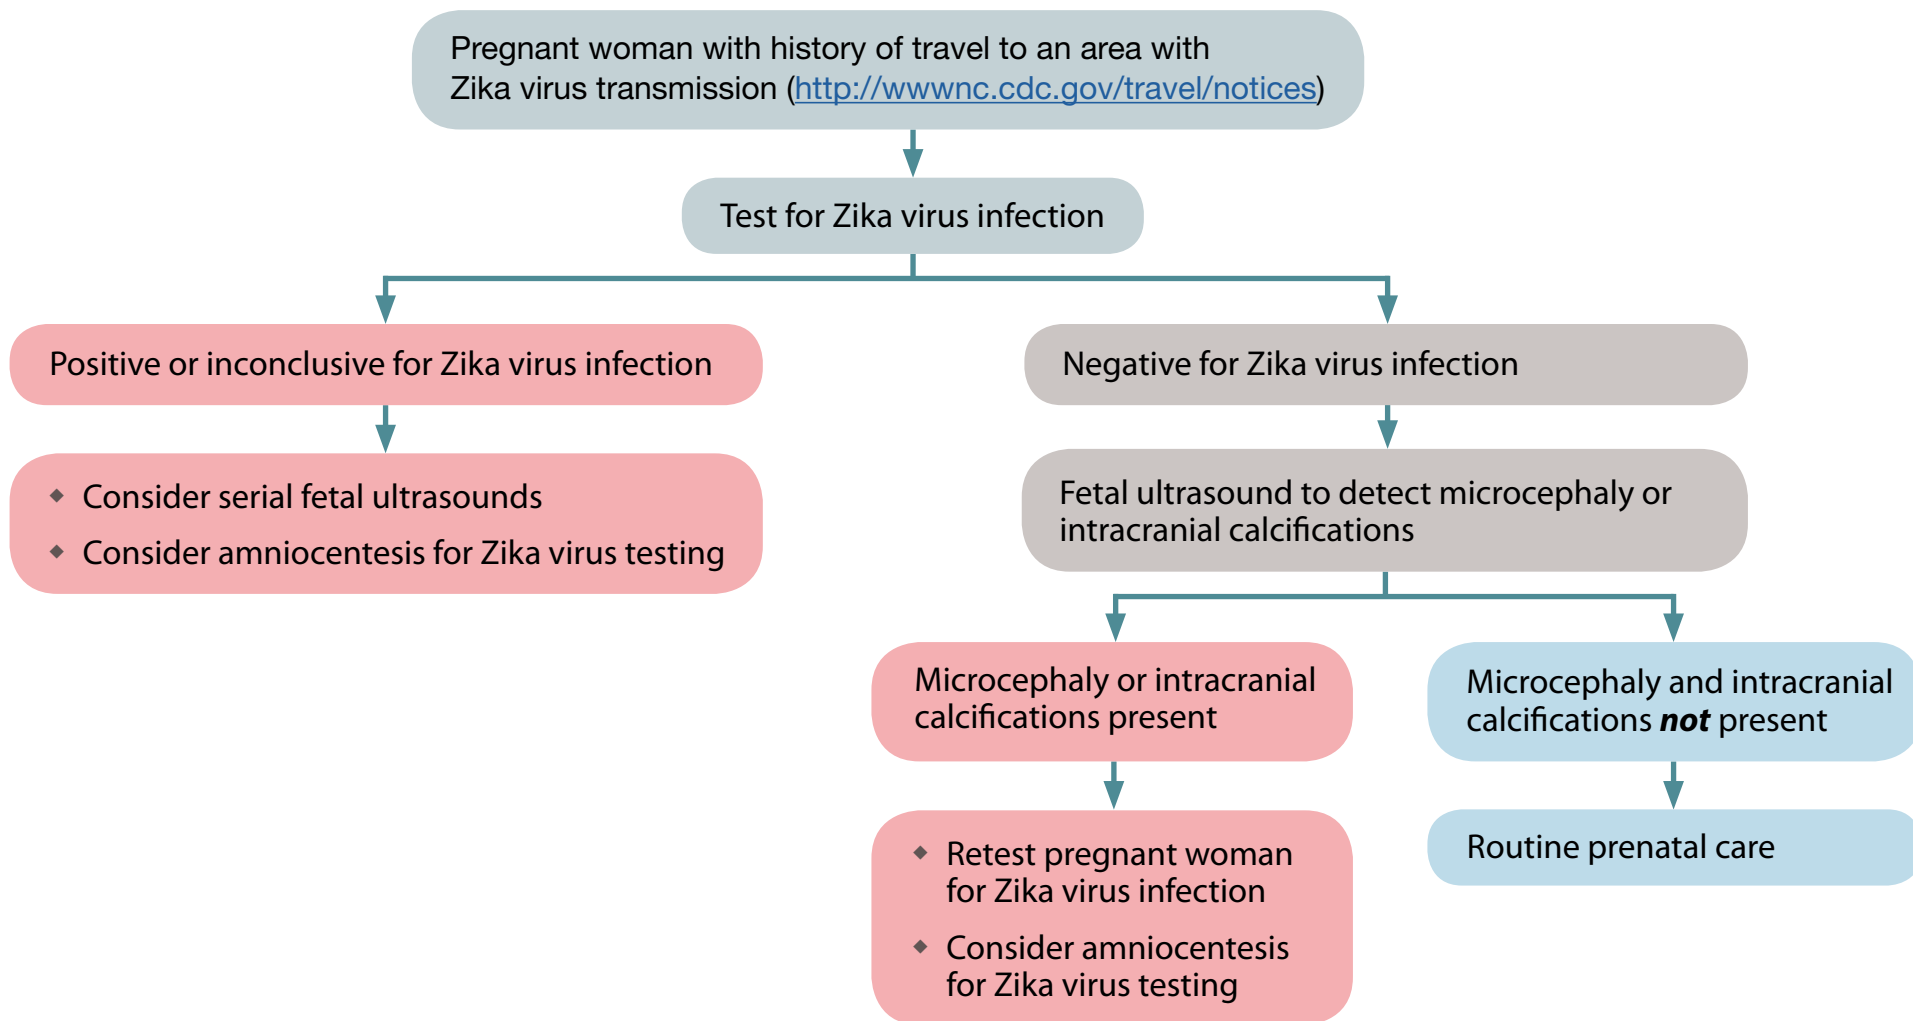 Pregnant woman with history of travel to an area with
Zika virus transmission (http://wwwnc.cdc.gov/travel/notices)
Test for Zika virus infection
Positive or inconclusive for Zika virus infection
Negative for Zika virus infection
◆ Consider serial fetal ultrasounds
◆ Consider amniocentesis for Zika virus testing
Fetal ultrasound to detect microcephaly or
intracranial calcifications
Microcephaly or intracranial
calcifications present
Microcephaly and intracranial
calcifications not present
◆ Retest pregnant woman
for Zika virus infection
◆ Consider amniocentesis
for Zika virus testing
Routine prenatal care